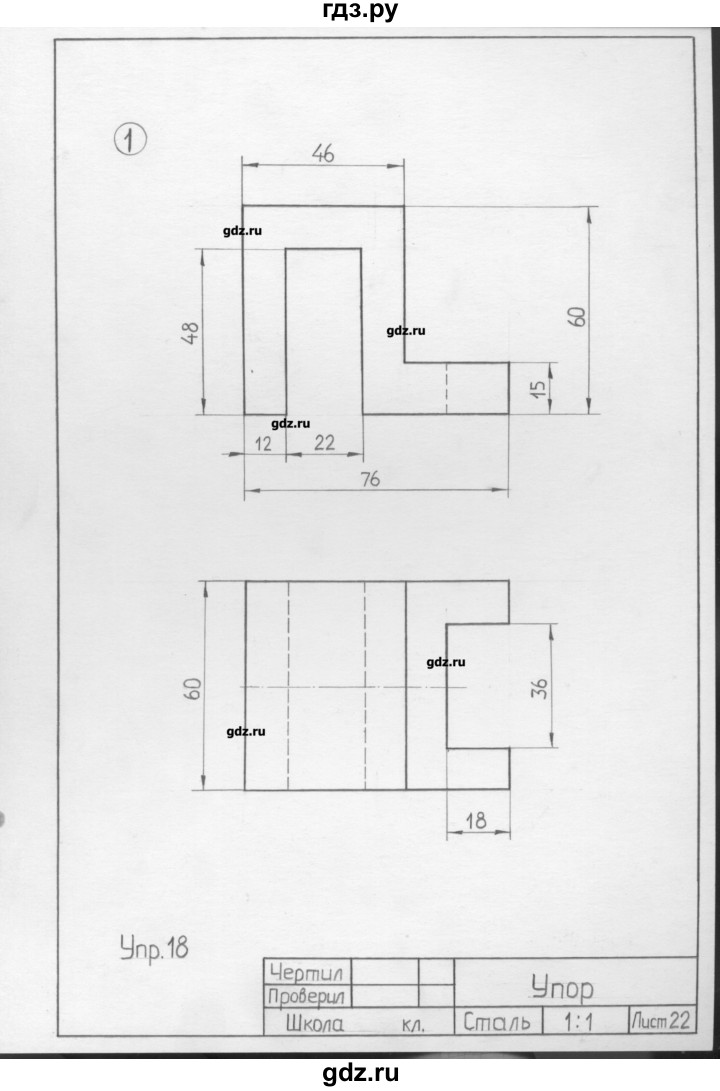 гдз.ру
1
46
gdz.ru
48
gdz.ru
60
15
gdz.ru
12
22
76
60
gdz.ru
36
gdz.ru
18
Упр.18
Чертил
Проверил
Упор
Школа кл. Сталь 1:1 Лист 22
gdz.ru